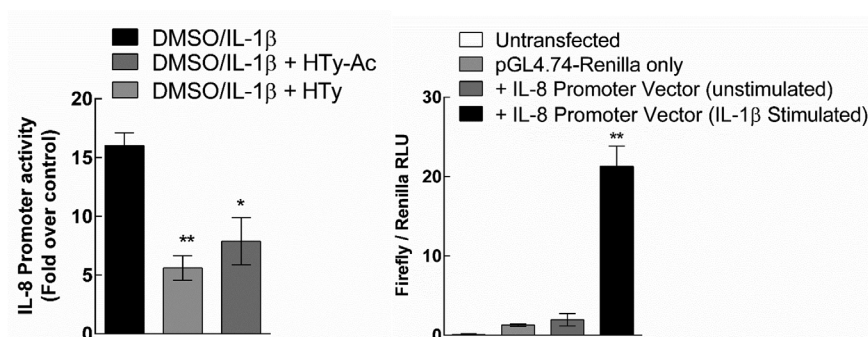 DMSO/IL-1β
DMSO/IL-1β + HTy-Ac
DMSO/IL-1β + HTy
IL-8 Promoter activity
(Fold over control)
20
15
10
5
0
**
*
Untransfected
pGL4.74-Renilla only
+ IL-8 Promoter Vector (unstimulated)
+ IL-8 Promoter Vector (IL-1β Stimulated)
Firefly / Renilla RLU
30
20
10
0
**